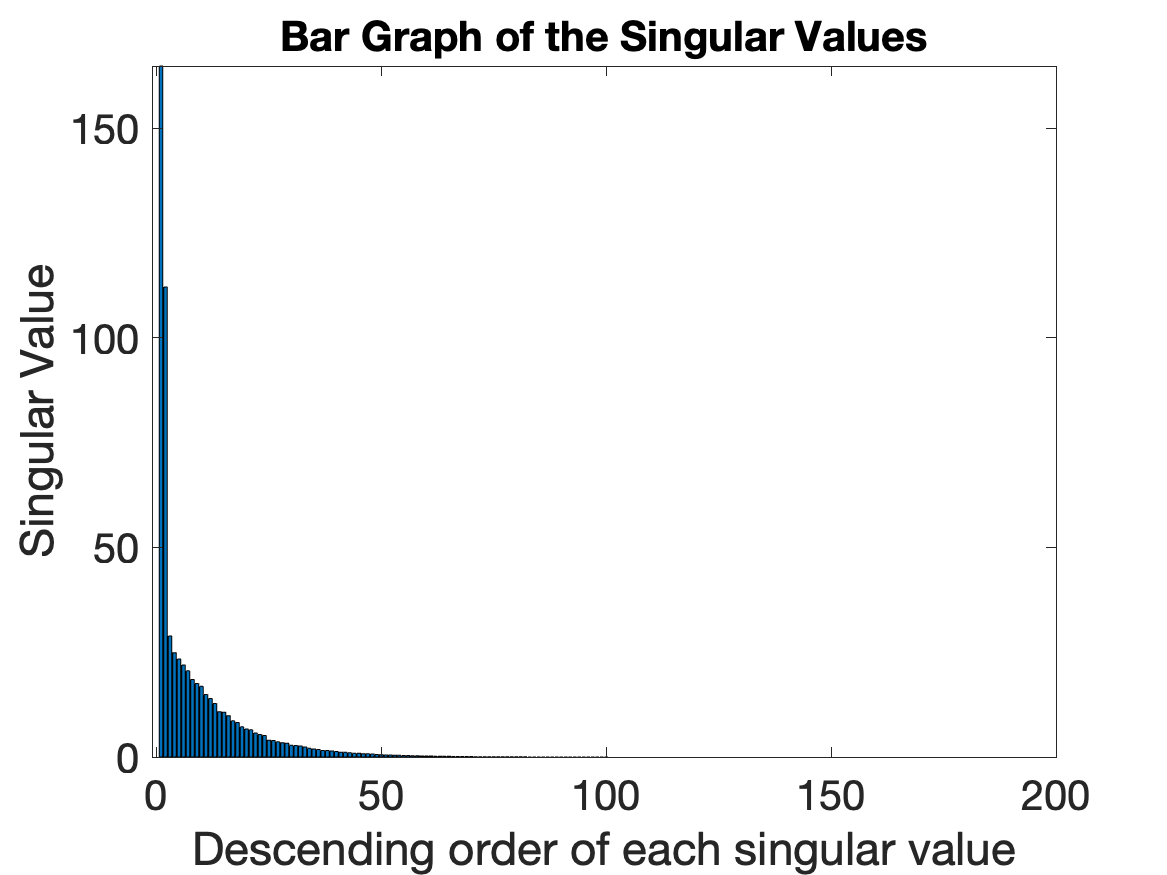 Bar Graph of the Singular Values
150
100
50
0
Singular Value
0 50 100 150 200
Descending order of each singular value